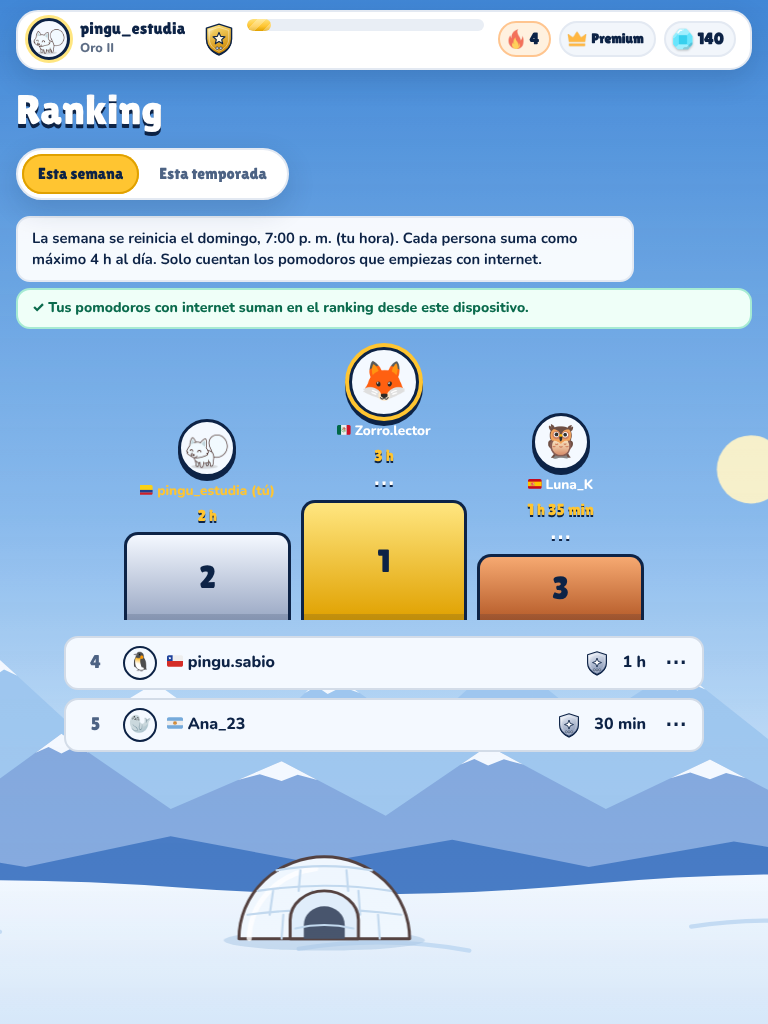 pingu_estudia
Oro II
4
Premium
140
Ranking
Esta semana
Esta temporada
La semana se reinicia el domingo, 7:00 p. m. (tu hora). Cada persona suma como
máximo 4 h al día. Solo cuentan los pomodoros que empiezas con internet.
✓ Tus pomodoros con internet suman en el ranking desde este dispositivo.
Zorro.lector
3 h
...
pingu_estudia (tú)
2 h
Luna_K
1 h 35 min
...
2
1
3
4 pingu.sabio 1 h ...
5 Ana_23 30 min ...